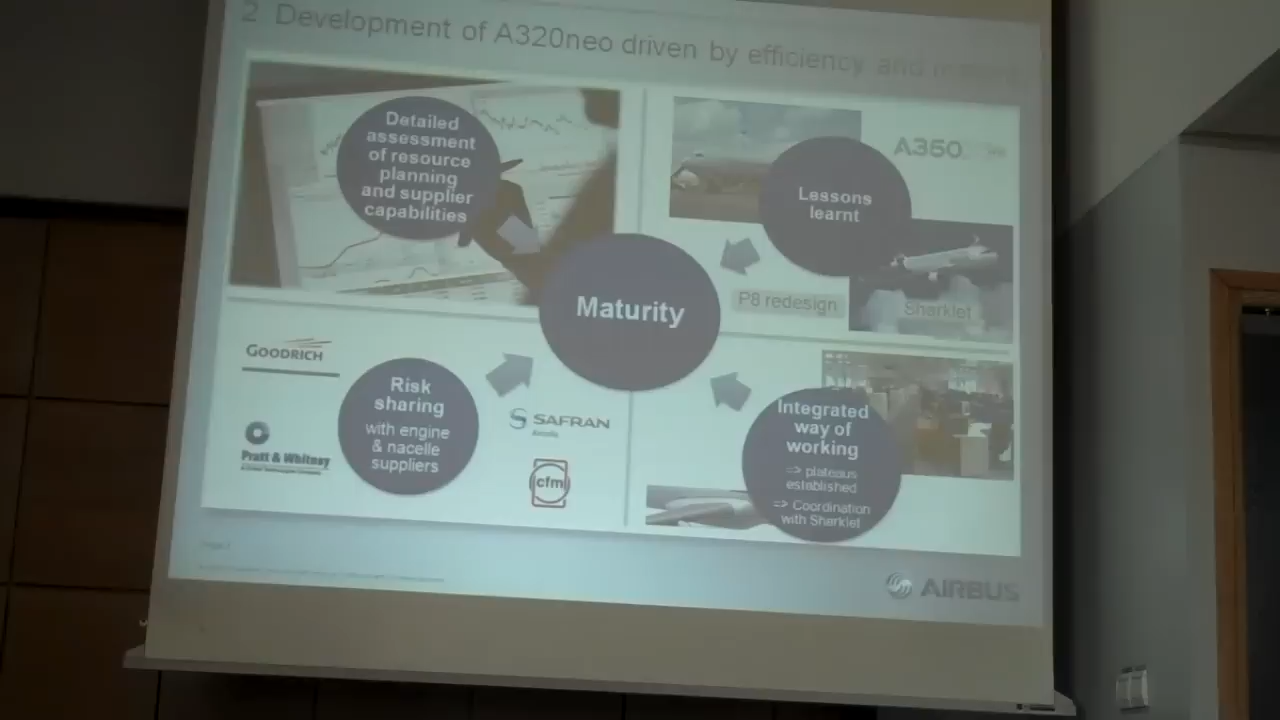 2 Development of A320neo driven by efficiency and
Detailed
assessment
of resource
planning
and supplier
capabilities
A350
Lessons
learnt
Maturity
P8 redesign
Sharklet
GOODRICH
Risk
sharing
with engine
& nacelle
suppliers
SAFRAN
Aircelle
Pratt & Whitney
cfm
Integrated
way of
working
=> plateaus
established
=> Coordination
with Sharklet
AIRBUS